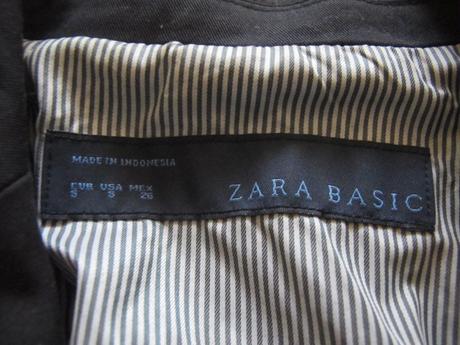 MADE IN INDONESIA
EUR USA MEX
S S 26
ZARA BASIC